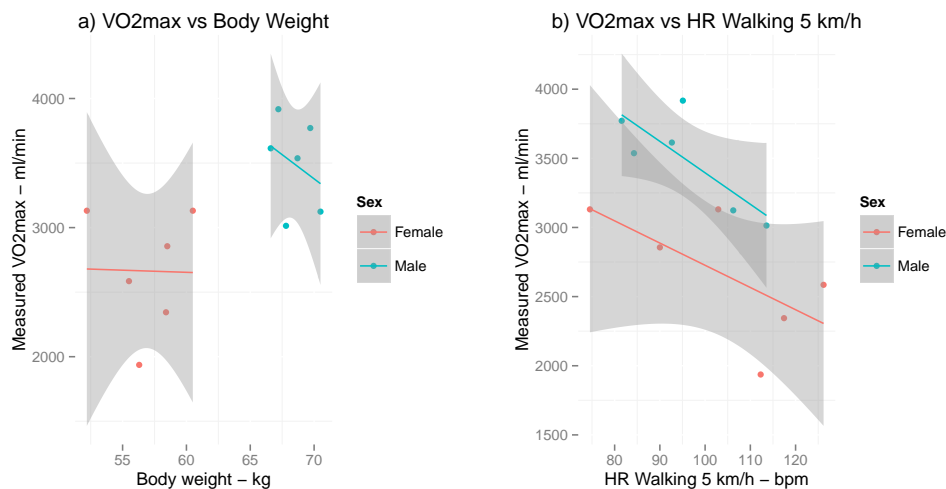 a) VO2max vs Body Weight
Measured VO2max − ml/min
4000
3000
2000
55 60 65 70
Body weight − kg
Sex
Female
Male
b) VO2max vs HR Walking 5 km/h
Measured VO2max − ml/min
4000
3500
3000
2500
2000
1500
80 90 100 110 120
HR Walking 5 km/h − bpm
Sex
Female
Male